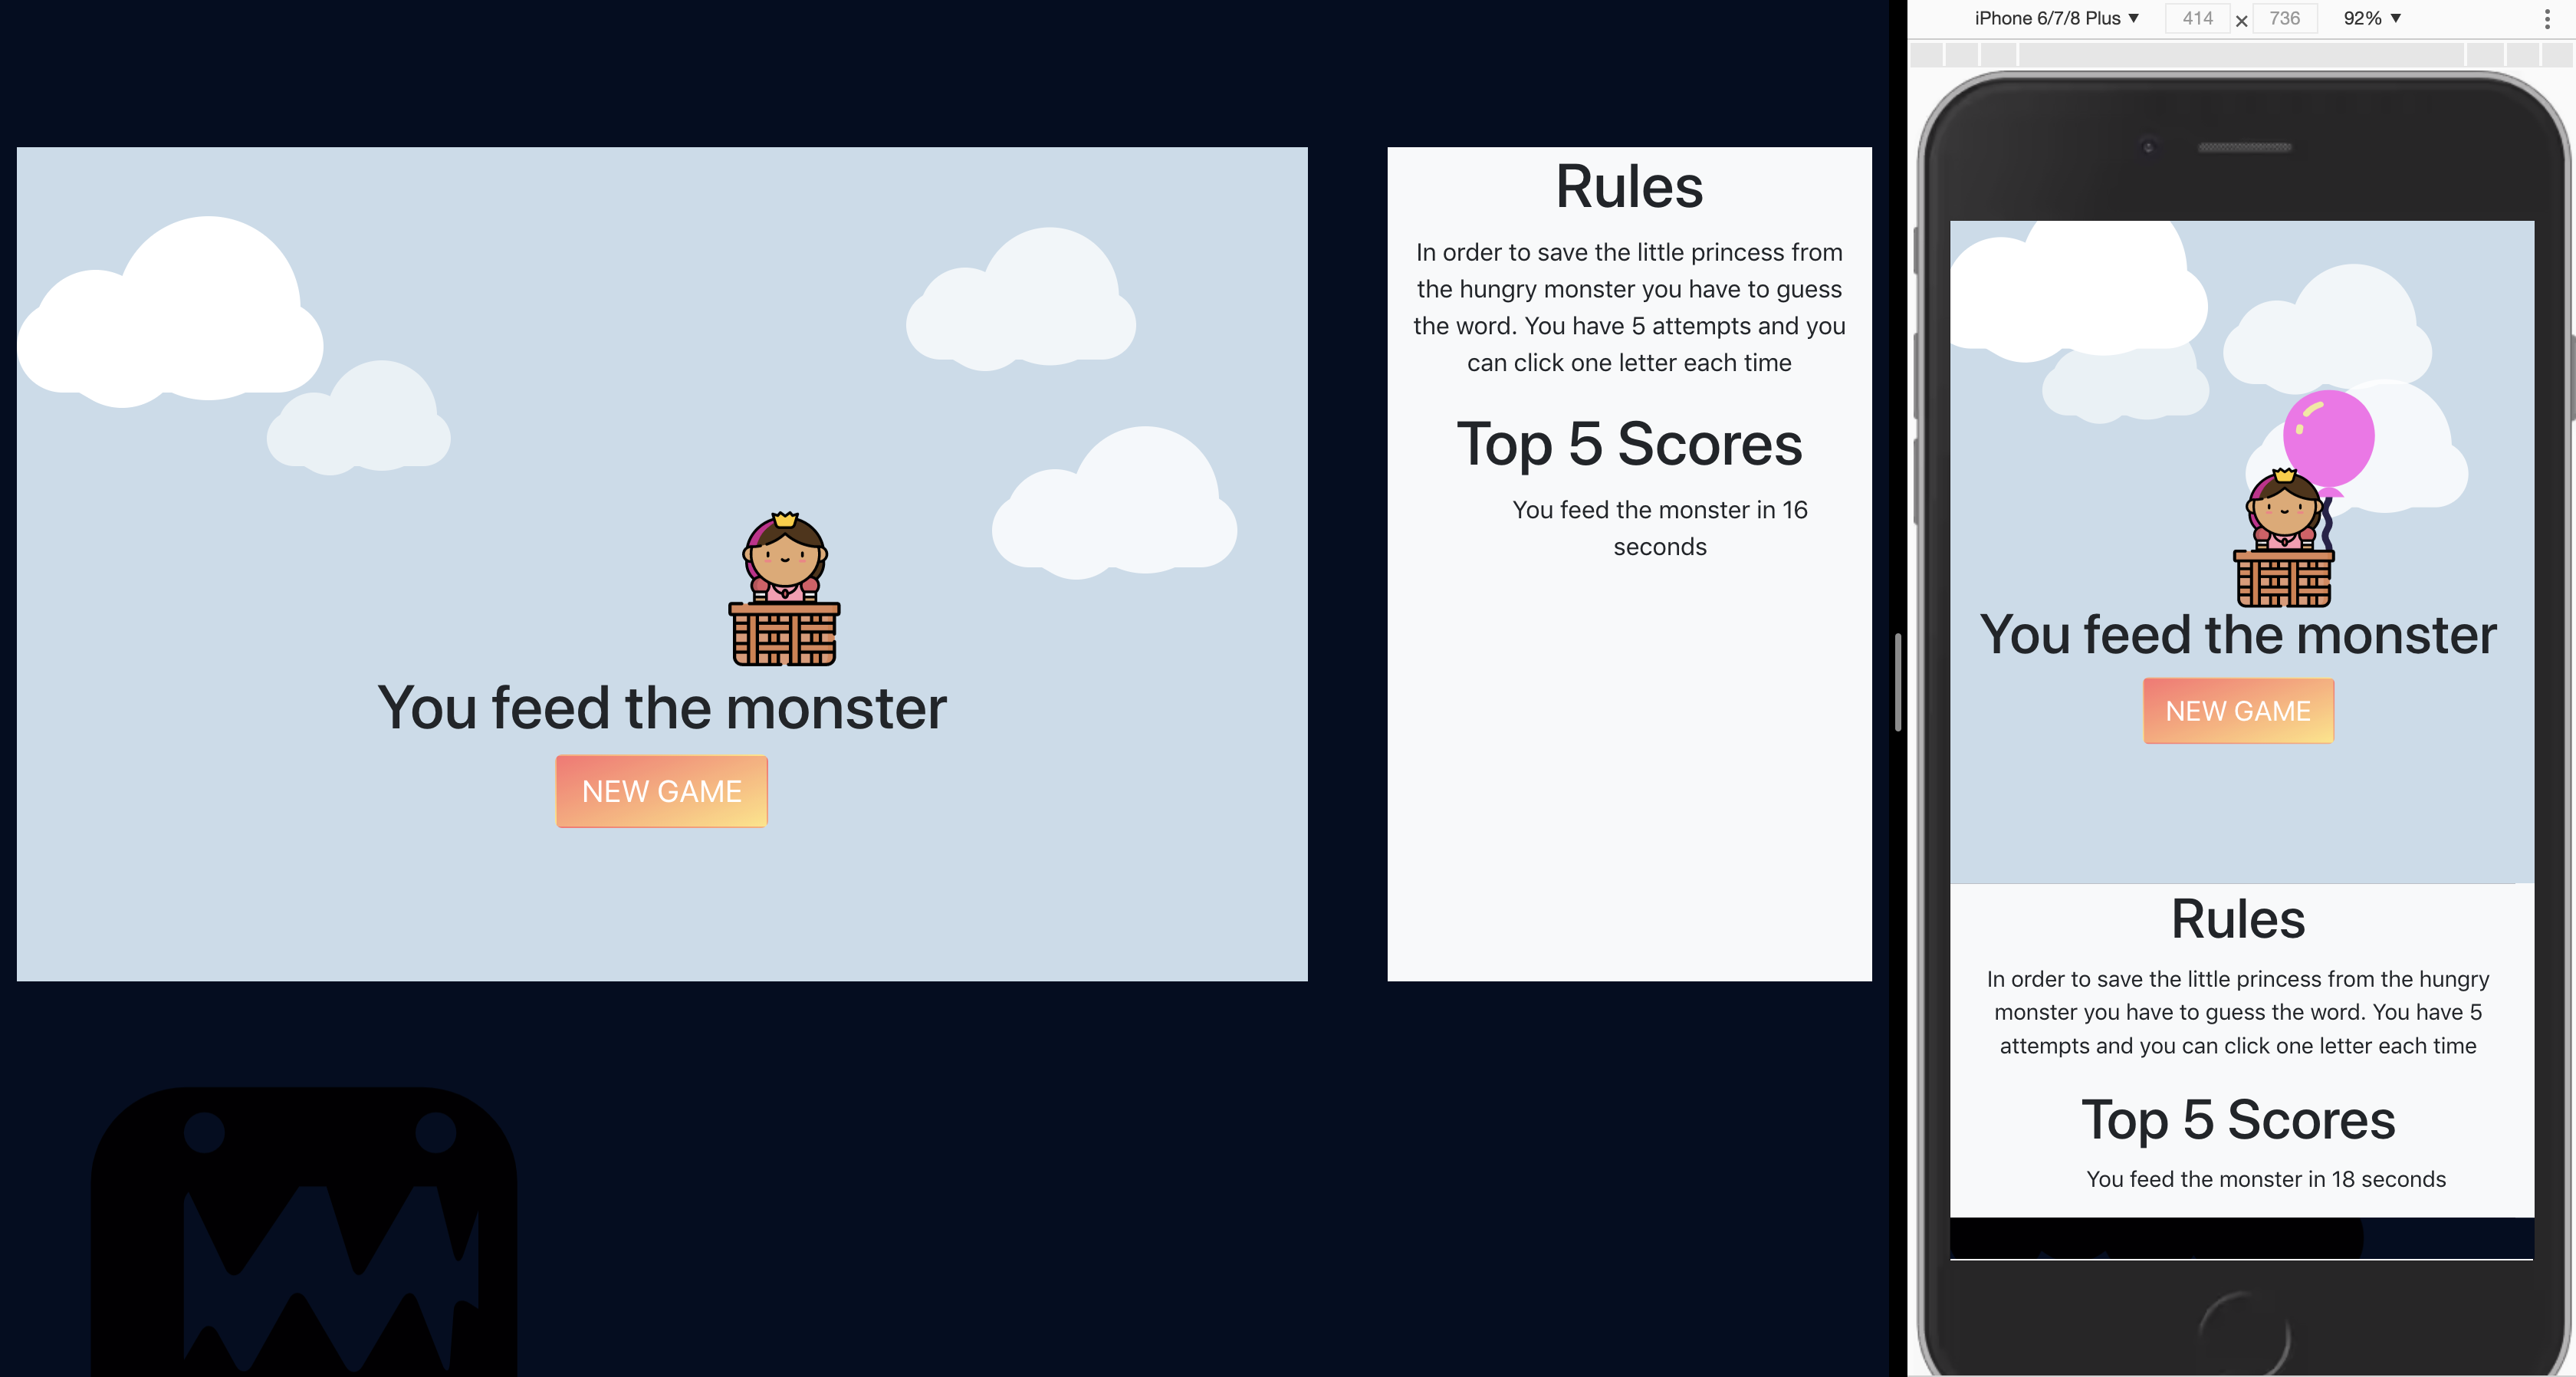 You feed the monster
NEW GAME
Rules
In order to save the little princess from
the hungry monster you have to guess
the word. You have 5 attempts and you
can click one letter each time
Top 5 Scores
You feed the monster in 16
seconds
iPhone 6/7/8 Plus ▼ 414 × 736 92% ▼
You feed the monster
NEW GAME
Rules
In order to save the little princess from the hungry
monster you have to guess the word. You have 5
attempts and you can click one letter each time
Top 5 Scores
You feed the monster in 18 seconds